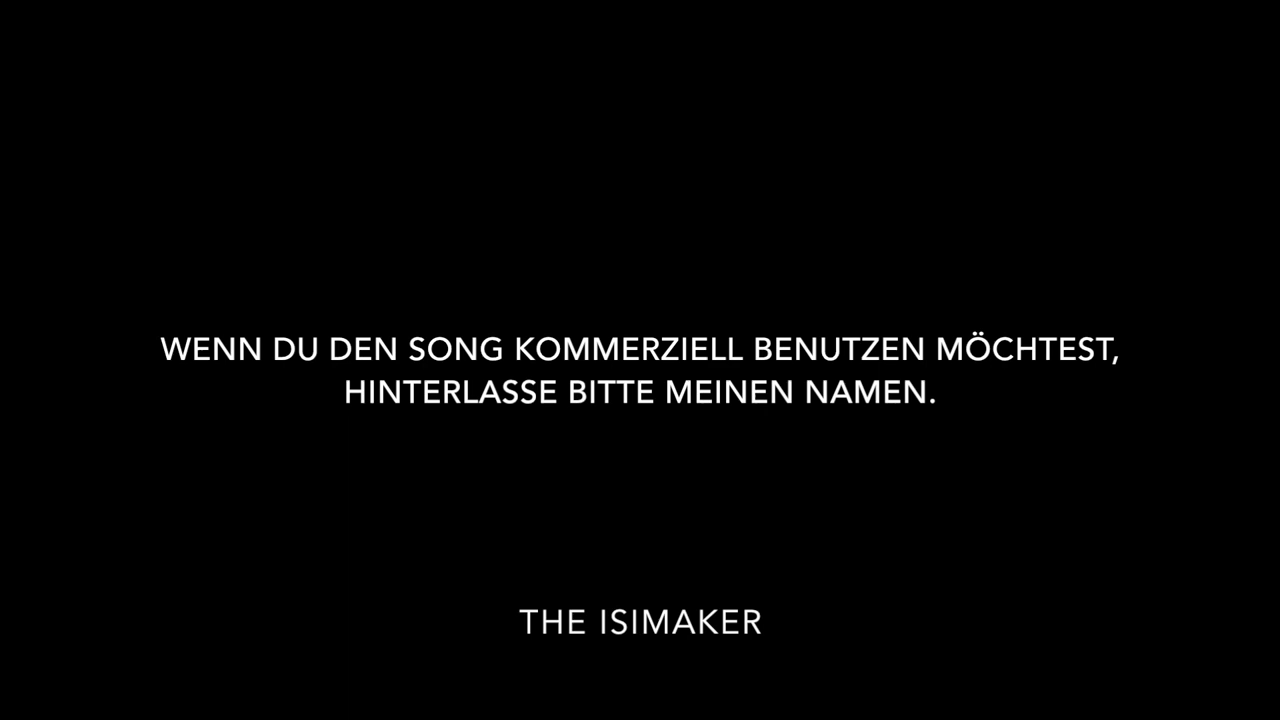 WENN DU DEN SONG KOMMERZIELL BENUTZEN MÖCHTEST,
HINTERLASSE BITTE MEINEN NAMEN.
THE ISIMAKER